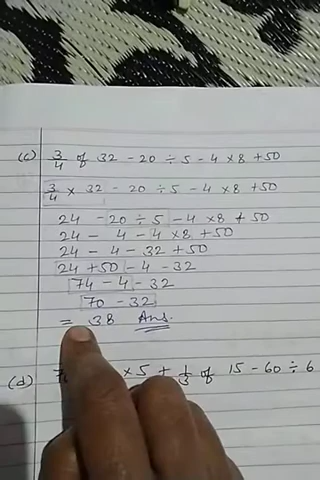 (c) 3/4 of 32 - 20 ÷ 5 - 4 × 8 + 50
3/4 × 32 - 20 ÷ 5 - 4 × 8 + 50
24 - 20 ÷ 5 - 4 × 8 + 50
24 - 4 - 4 × 8 + 50
24 - 4 - 32 + 50
24 + 50 - 4 - 32
74 - 4 - 32
70 - 32
= 38 Ans.
(d) × 5 + 1/3 of 15 - 60 ÷ 6